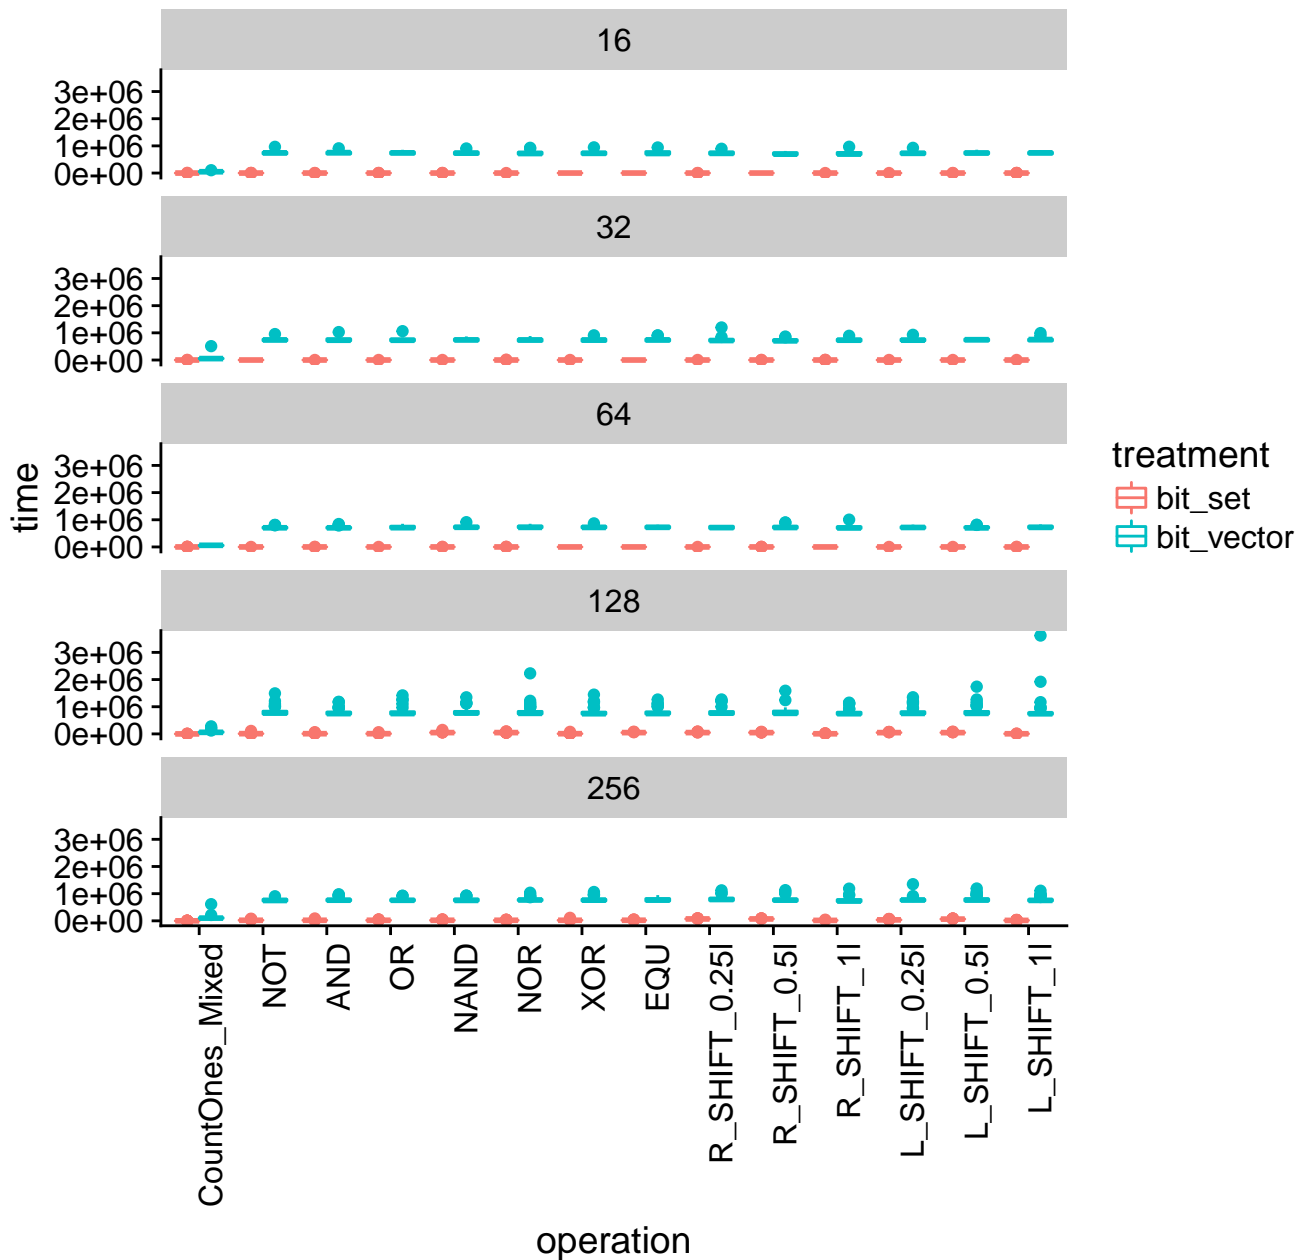 16
3e+06
2e+06
1e+06
0e+00
32
3e+06
2e+06
1e+06
0e+00
64
3e+06
2e+06
1e+06
0e+00
128
3e+06
2e+06
1e+06
0e+00
256
3e+06
2e+06
1e+06
0e+00
time
CountOnes_Mixed
NOT
AND
OR
NAND
NOR
XOR
EQU
R_SHIFT_0.25l
R_SHIFT_0.5l
R_SHIFT_1l
L_SHIFT_0.25l
L_SHIFT_0.5l
L_SHIFT_1l
operation
treatment
bit_set
bit_vector